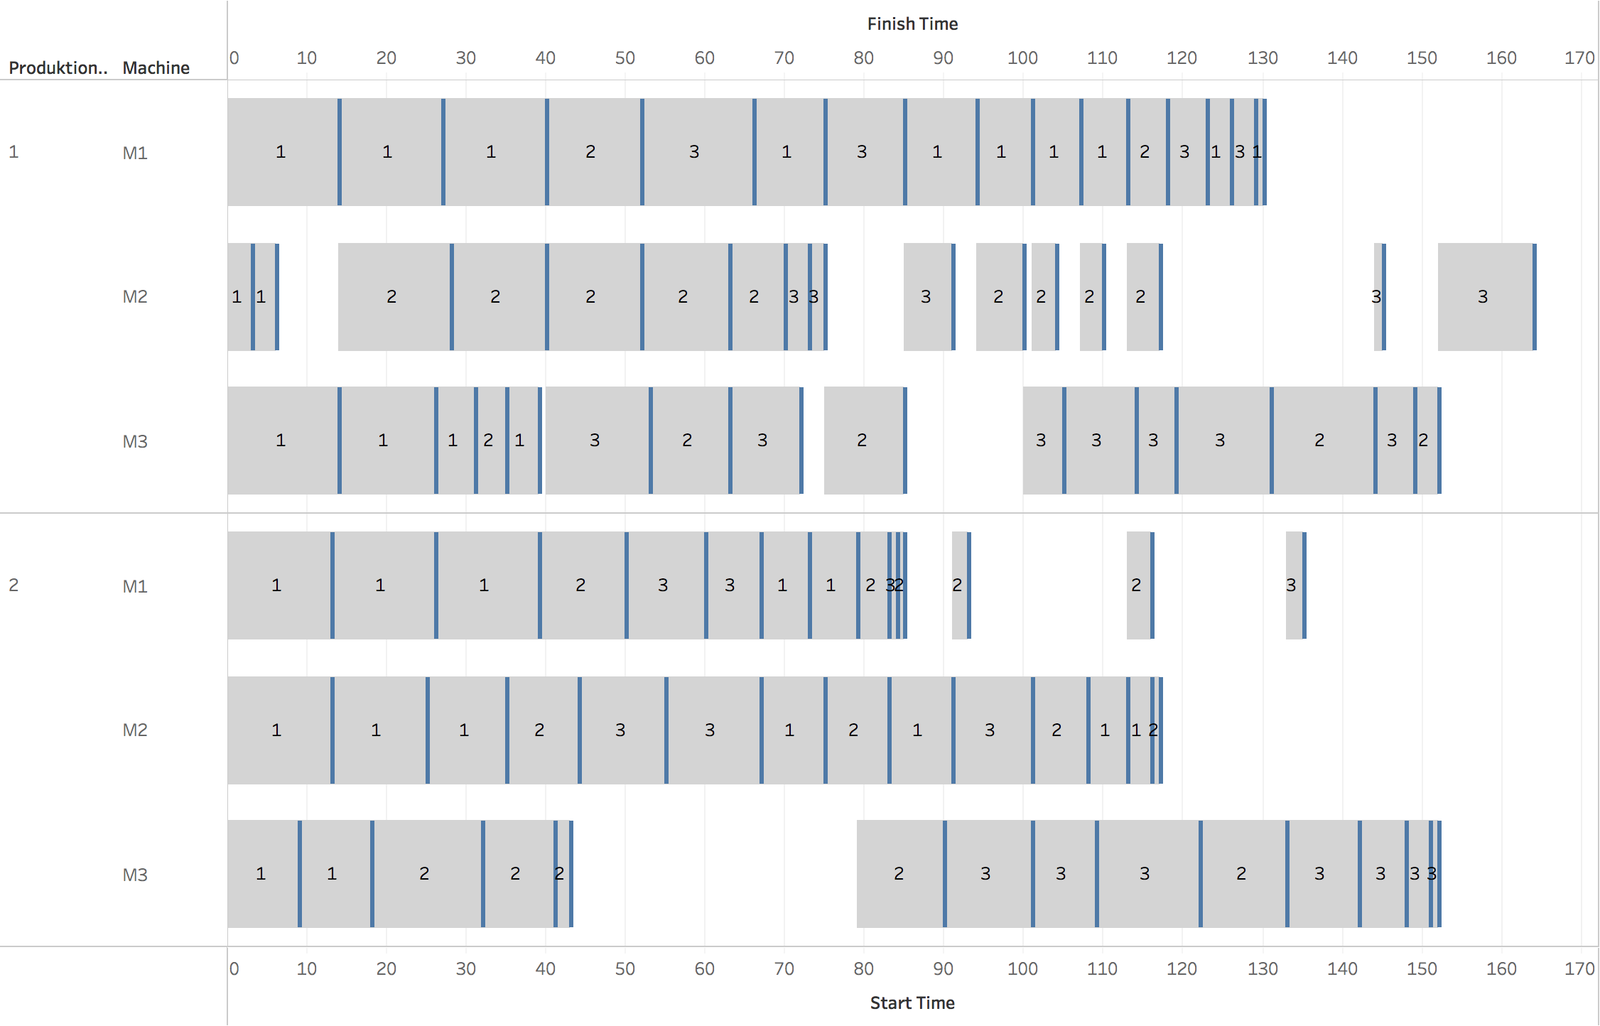 Finish Time
0 10 20 30 40 50 60 70 80 90 100 110 120 130 140 150 160 170
Produktion.. Machine
1 M1 1 1 1 2 3 1 3 1 1 1 1 2 3 1 3 1
M2 1 1 2 2 2 2 2 3 3 3 2 2 2 2 3 3
M3 1 1 1 2 1 3 2 3 2 3 3 3 3 2 3 2
2 M1 1 1 1 2 3 3 1 1 2 3 2 2 2 3
M2 1 1 1 2 3 3 1 2 1 3 2 1 1 2
M3 1 1 2 2 2 2 3 3 3 2 3 3 3 3
0 10 20 30 40 50 60 70 80 90 100 110 120 130 140 150 160 170
Start Time